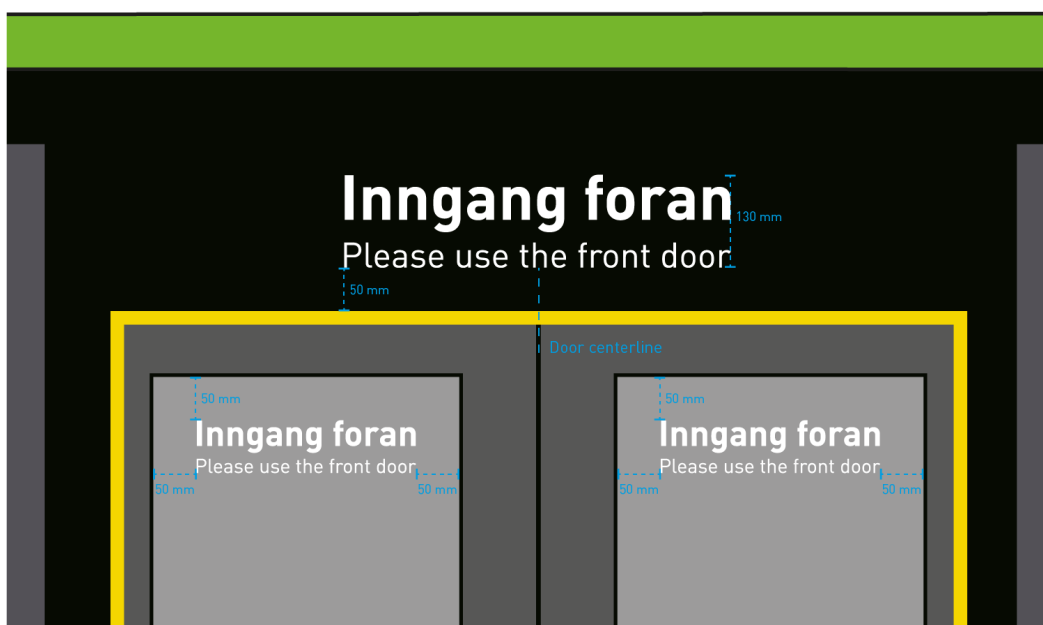 Inngang foran
130 mm
Please use the front door
50 mm
Door centerline
50 mm
Inngang foran
Please use the front door
50 mm
50 mm
50 mm
Inngang foran
Please use the front door
50 mm
50 mm